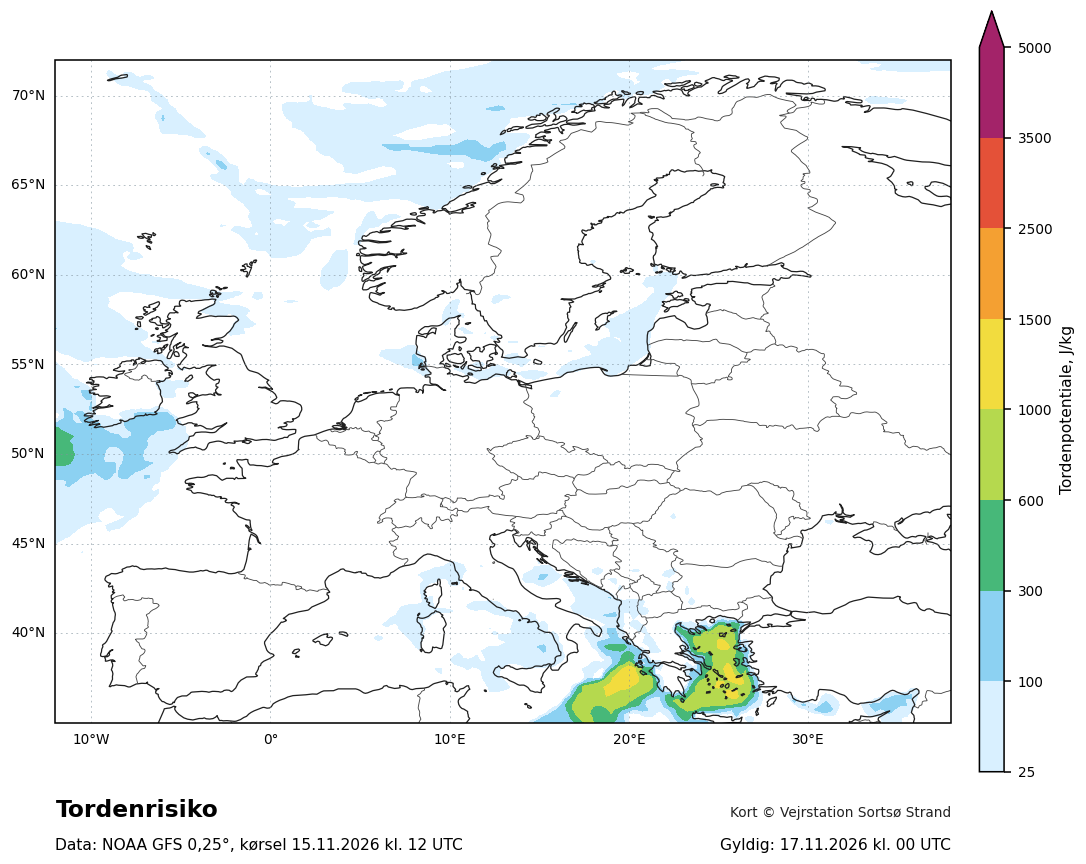 5000
3500
2500
1500
1000
600
300
100
25
Tordenpotentiale, J/kg
70°N
65°N
60°N
55°N
50°N
45°N
40°N
10°W
0°
10°E
20°E
30°E
Tordenrisiko
Kort © Vejrstation Sortsø Strand
Data: NOAA GFS 0,25°, kørsel 15.11.2026 kl. 12 UTC
Gyldig: 17.11.2026 kl. 00 UTC